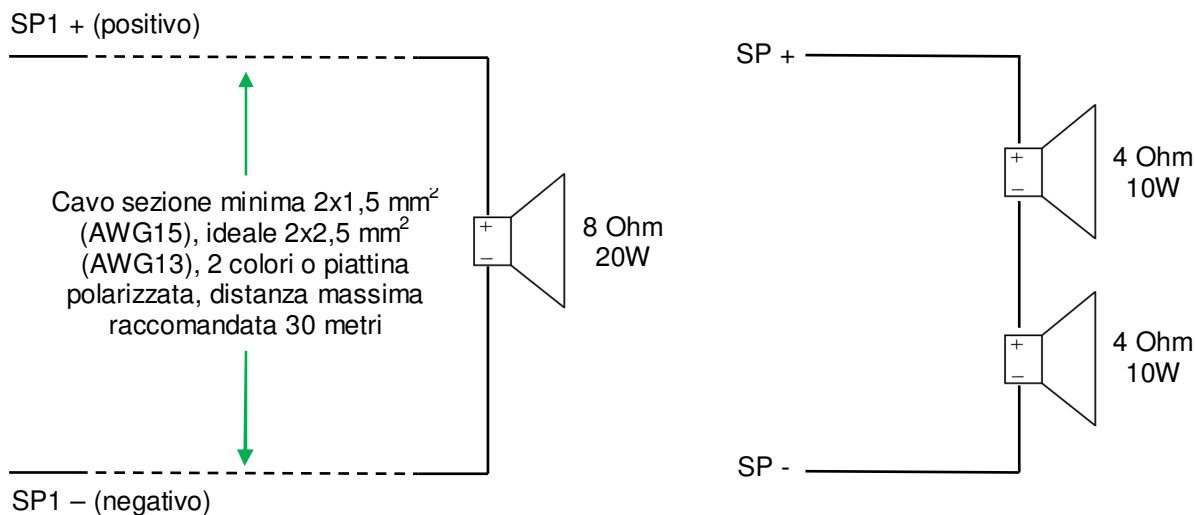 SP1 + (positivo)
Cavo sezione minima 2x1,5 mm²
(AWG15), ideale 2x2,5 mm²
(AWG13), 2 colori o piattina
polarizzata, distanza massima
raccomandata 30 metri
+
–
8 Ohm
20W
SP1 – (negativo)
SP +
+
–
4 Ohm
10W
+
–
4 Ohm
10W
SP -